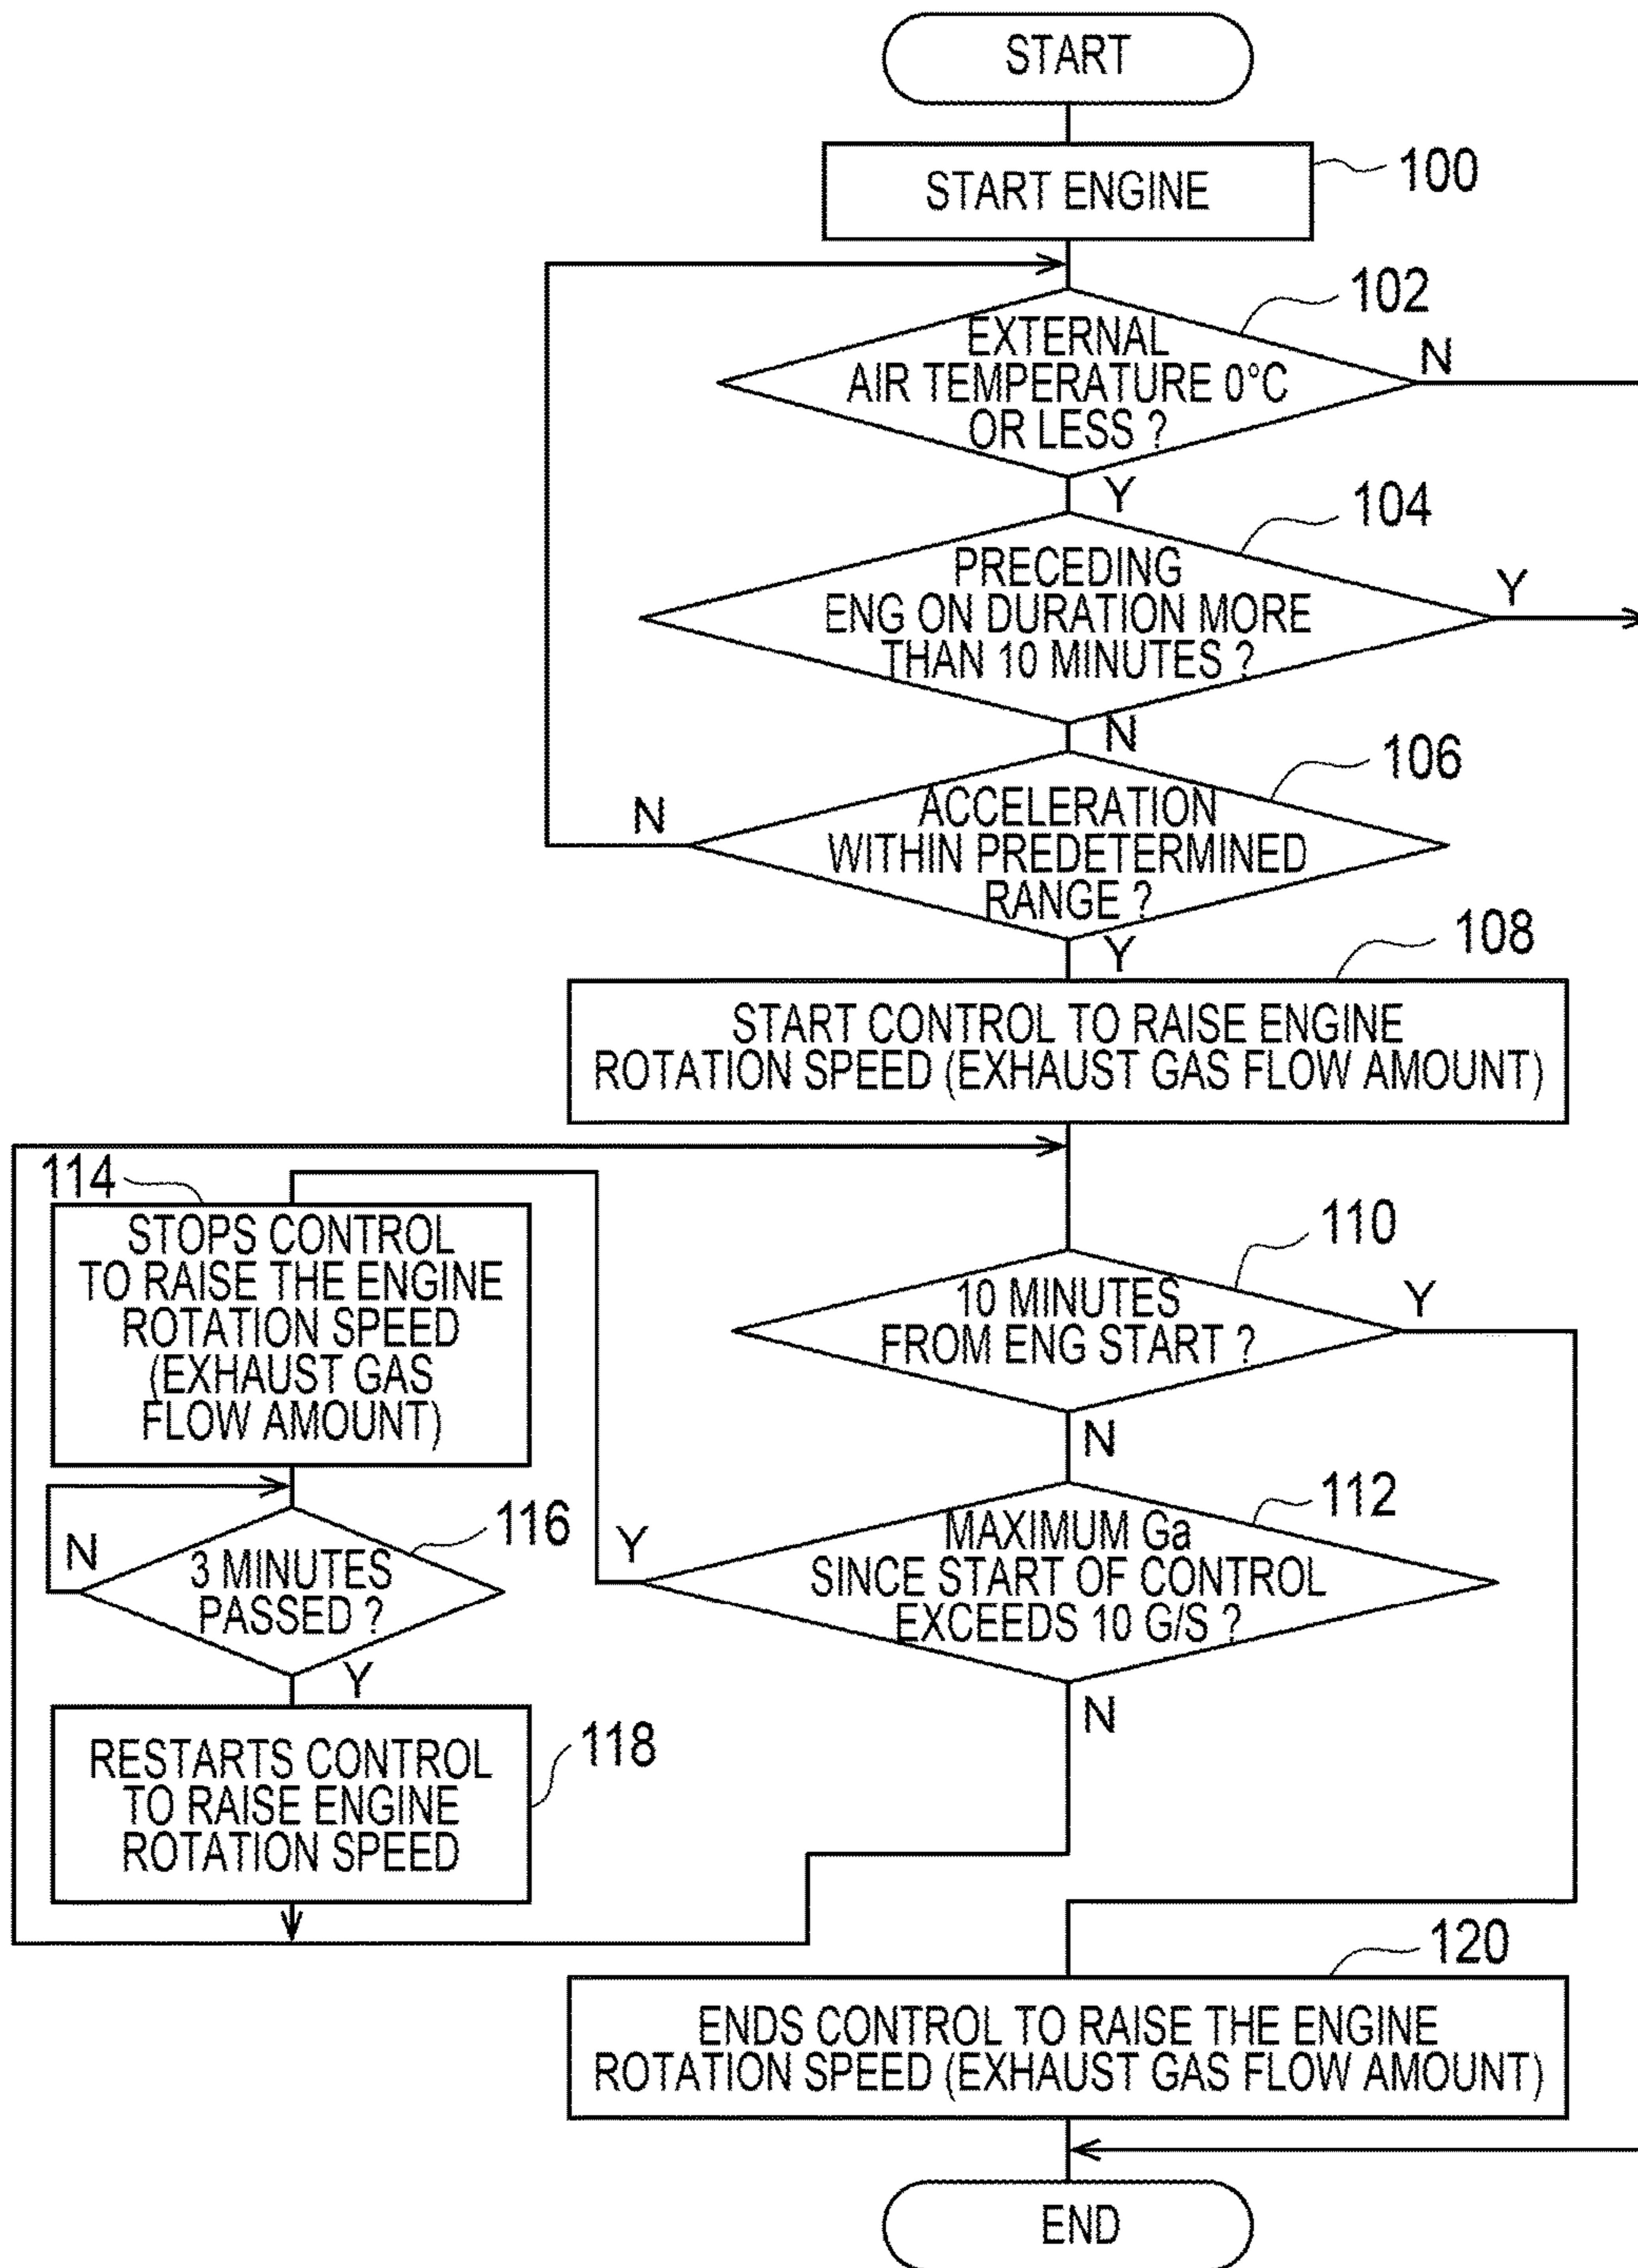 START
START ENGINE
100
102
EXTERNAL
AIR TEMPERATURE 0°C
OR LESS ?
N
Y
104
PRECEDING
ENG ON DURATION MORE
THAN 10 MINUTES ?
Y
N
106
ACCELERATION
WITHIN PREDETERMINED
RANGE ?
N
Y
108
START CONTROL TO RAISE ENGINE
ROTATION SPEED (EXHAUST GAS FLOW AMOUNT)
114
STOPS CONTROL
TO RAISE THE ENGINE
ROTATION SPEED
(EXHAUST GAS
FLOW AMOUNT)
110
10 MINUTES
FROM ENG START ?
Y
N
112
MAXIMUM Ga
SINCE START OF CONTROL
EXCEEDS 10 G/S ?
Y
N
116
3 MINUTES
PASSED ?
N
Y
118
RESTARTS CONTROL
TO RAISE ENGINE
ROTATION SPEED
120
ENDS CONTROL TO RAISE THE ENGINE
ROTATION SPEED (EXHAUST GAS FLOW AMOUNT)
END